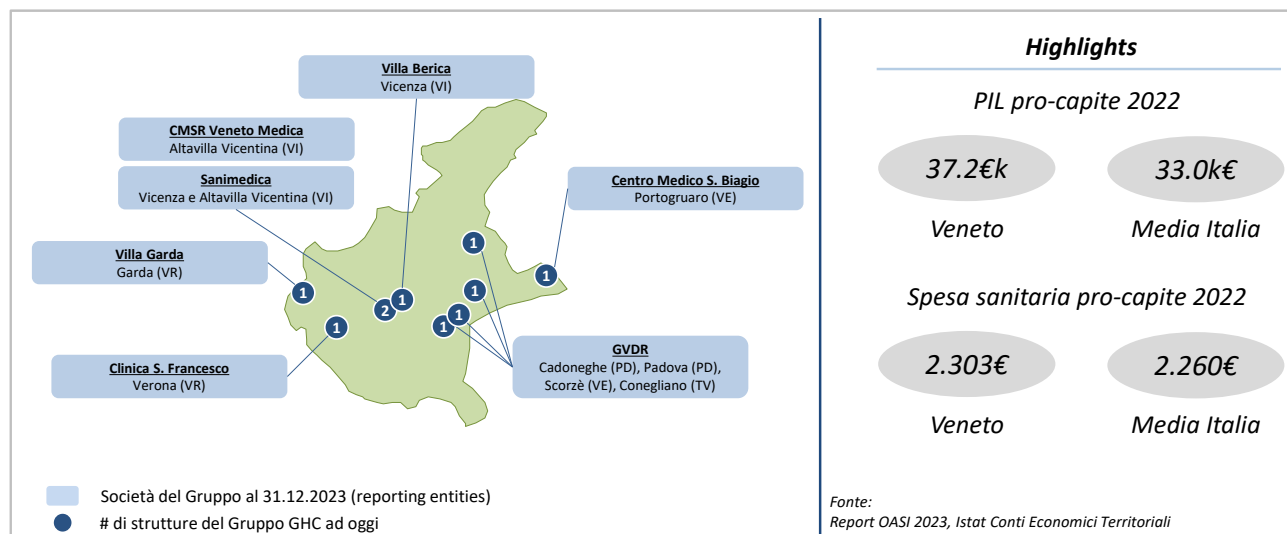 Villa Berica
Vicenza (VI)
CMSR Veneto Medica
Altavilla Vicentina (VI)
Sanimedica
Vicenza e Altavilla Vicentina (VI)
Centro Medico S. Biagio
Portogruaro (VE)
Villa Garda
Garda (VR)
1
1
1
1
1
2
1
1
1
1
Clinica S. Francesco
Verona (VR)
GVDR
Cadoneghe (PD), Padova (PD),
Scorzè (VE), Conegliano (TV)
Società del Gruppo al 31.12.2023 (reporting entities)
# di strutture del Gruppo GHC ad oggi
Highlights
PIL pro-capite 2022
37.2€k 33.0k€
Veneto Media Italia
Spesa sanitaria pro-capite 2022
2.303€ 2.260€
Veneto Media Italia
Fonte:
Report OASI 2023, Istat Conti Economici Territoriali